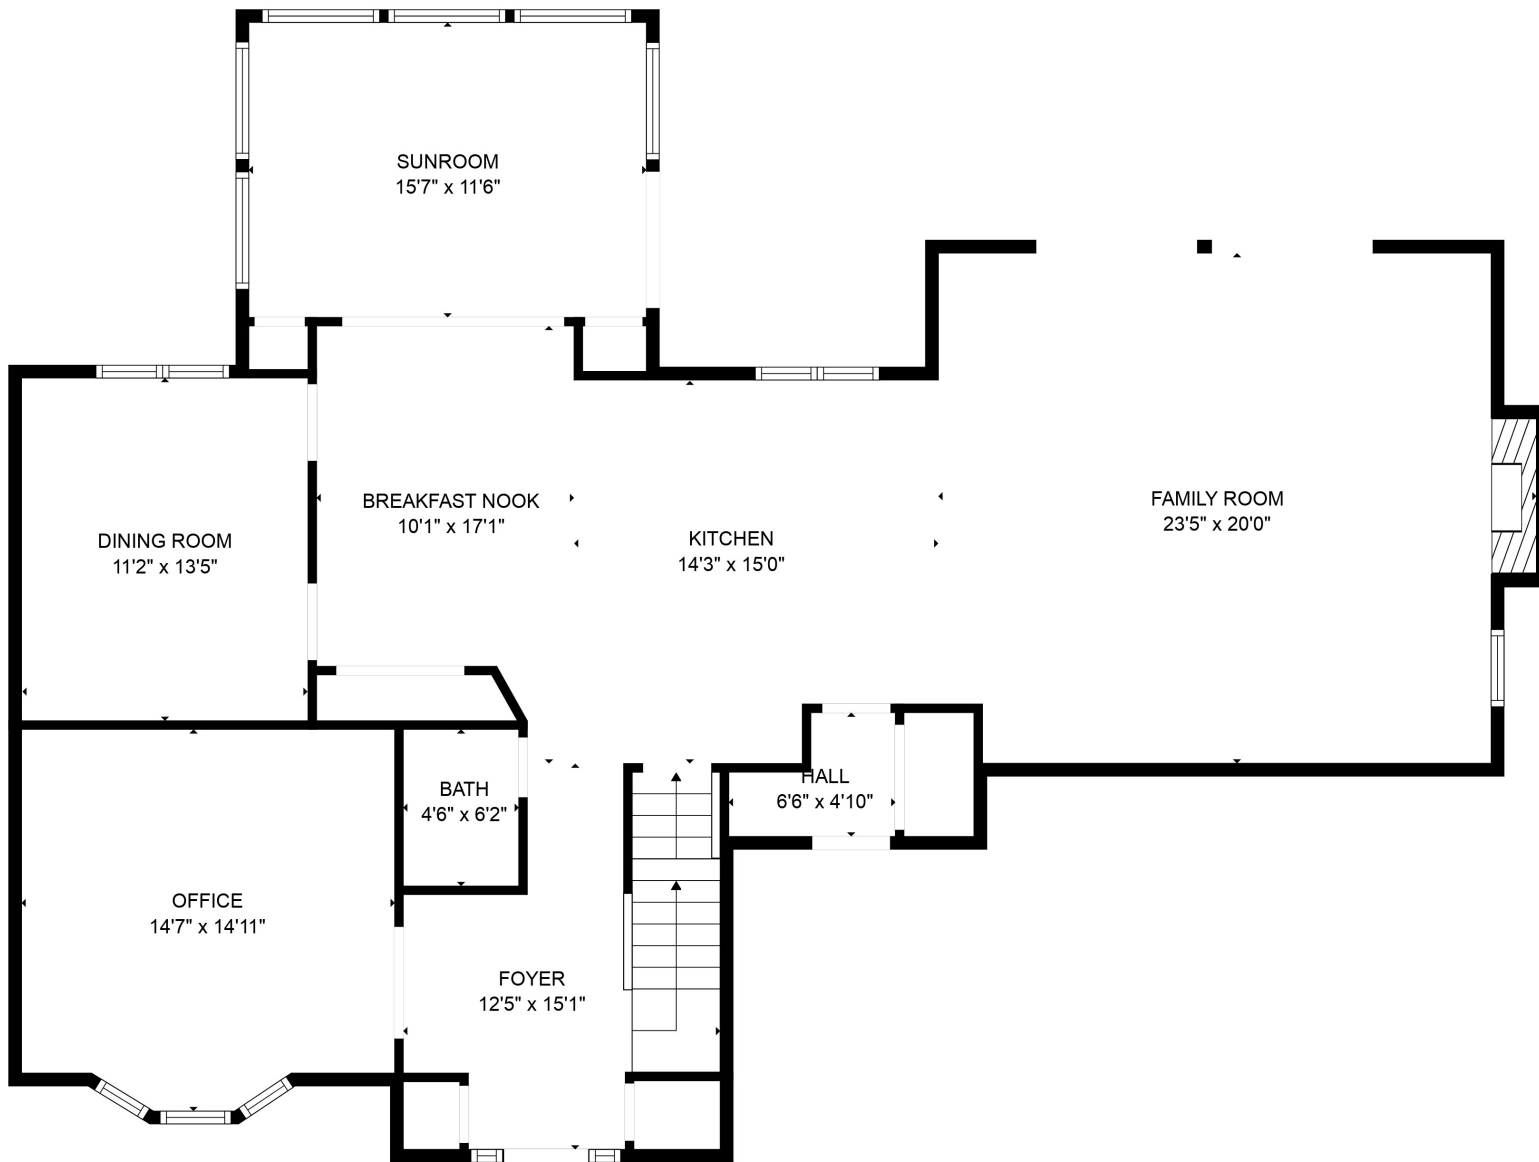 SUNROOM
15'7" x 11'6"
BREAKFAST NOOK
10'1" x 17'1"
FAMILY ROOM
23'5" x 20'0"
DINING ROOM
11'2" x 13'5"
KITCHEN
14'3" x 15'0"
HALL
6'6" x 4'10"
BATH
4'6" x 6'2"
OFFICE
14'7" x 14'11"
FOYER
12'5" x 15'1"